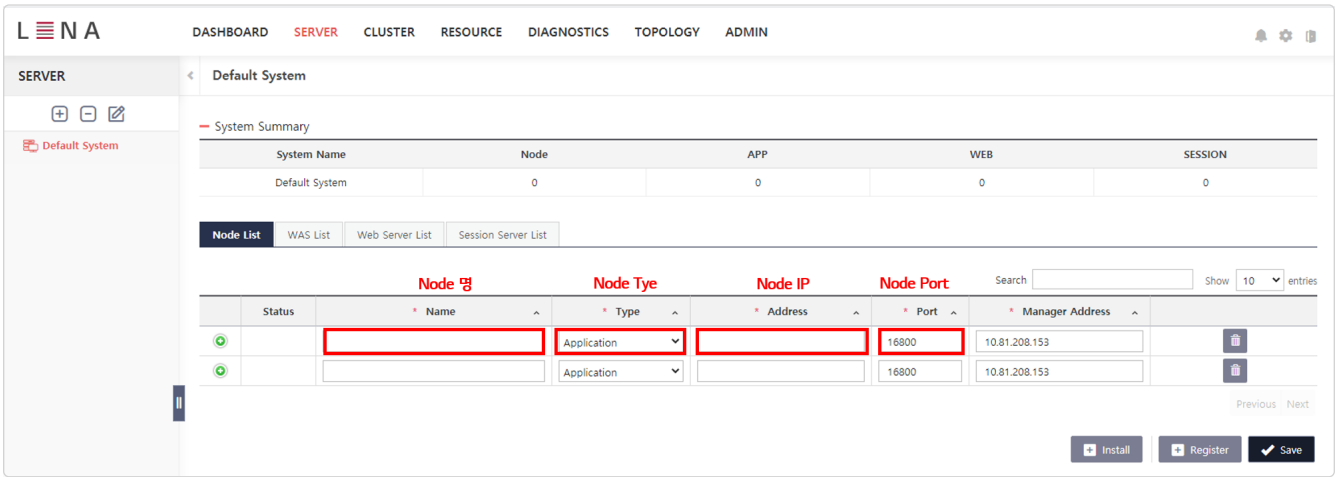 LENA DASHBOARD SERVER CLUSTER RESOURCE DIAGNOSTICS TOPOLOGY ADMIN
SERVER Default System
Default System
System Summary
System Name Node APP WEB SESSION
Default System 0 0 0 0
Node List WAS List Web Server List Session Server List
Node 명 Node Tye Node IP Node Port Search Show 10 entries
Status * Name * Type * Address * Port * Manager Address
Application 16800 10.81.208.153
Application 16800 10.81.208.153
Previous Next
Install Register Save